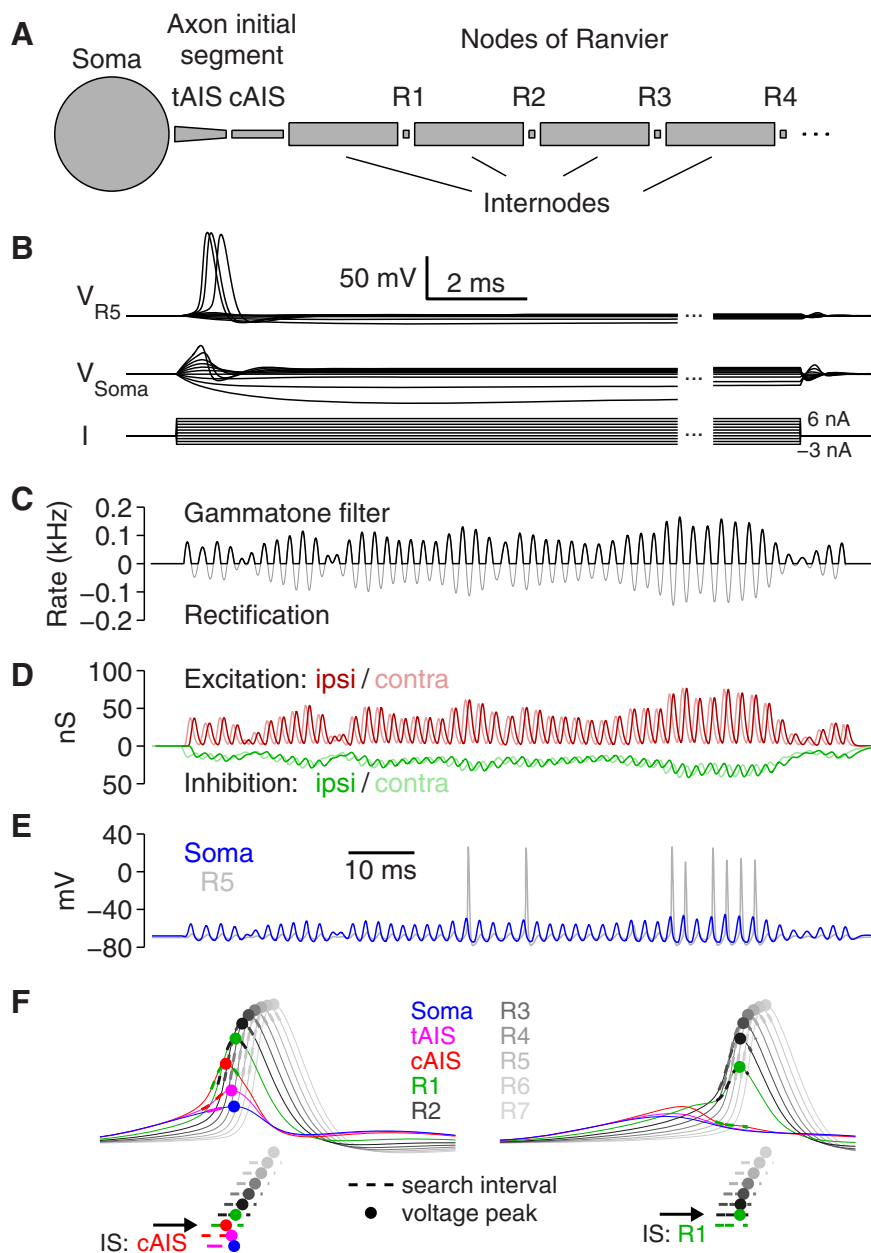 A
Soma
Axon initial
segment
Nodes of Ranvier
tAIS cAIS
R1
R2
R3
R4
...
Internodes
B
V R5
50 mV
2 ms
...
V Soma
...
I
...
6 nA
−3 nA
C
Rate (kHz)
0.2
0.1
0
−0.1
−0.2
Gammatone filter
Rectification
D
nS
100
50
0
50
Excitation: ipsi / contra
Inhibition: ipsi / contra
E
mV
40
0
−40
−80
Soma
R5
10 ms
F
Soma R3
tAIS R4
cAIS R5
R1 R6
R2 R7
search interval
voltage peak
IS: cAIS
IS: R1